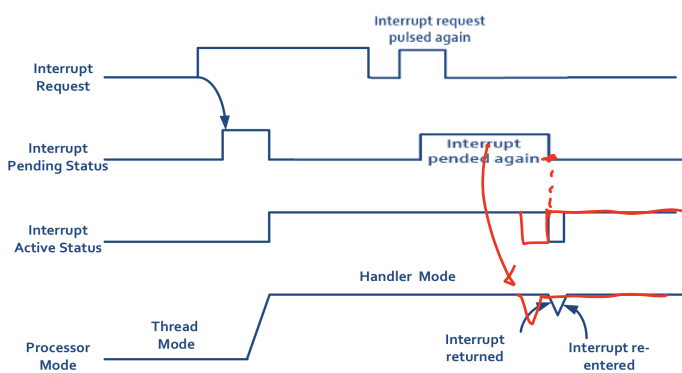 Interrupt request
pulsed again
Interrupt
Request
Interrupt
Pending Status
Interrupt
pended again
Interrupt
Active Status
Handler Mode
Thread
Mode
Processor
Mode
Interrupt
returned
Interrupt re-
entered